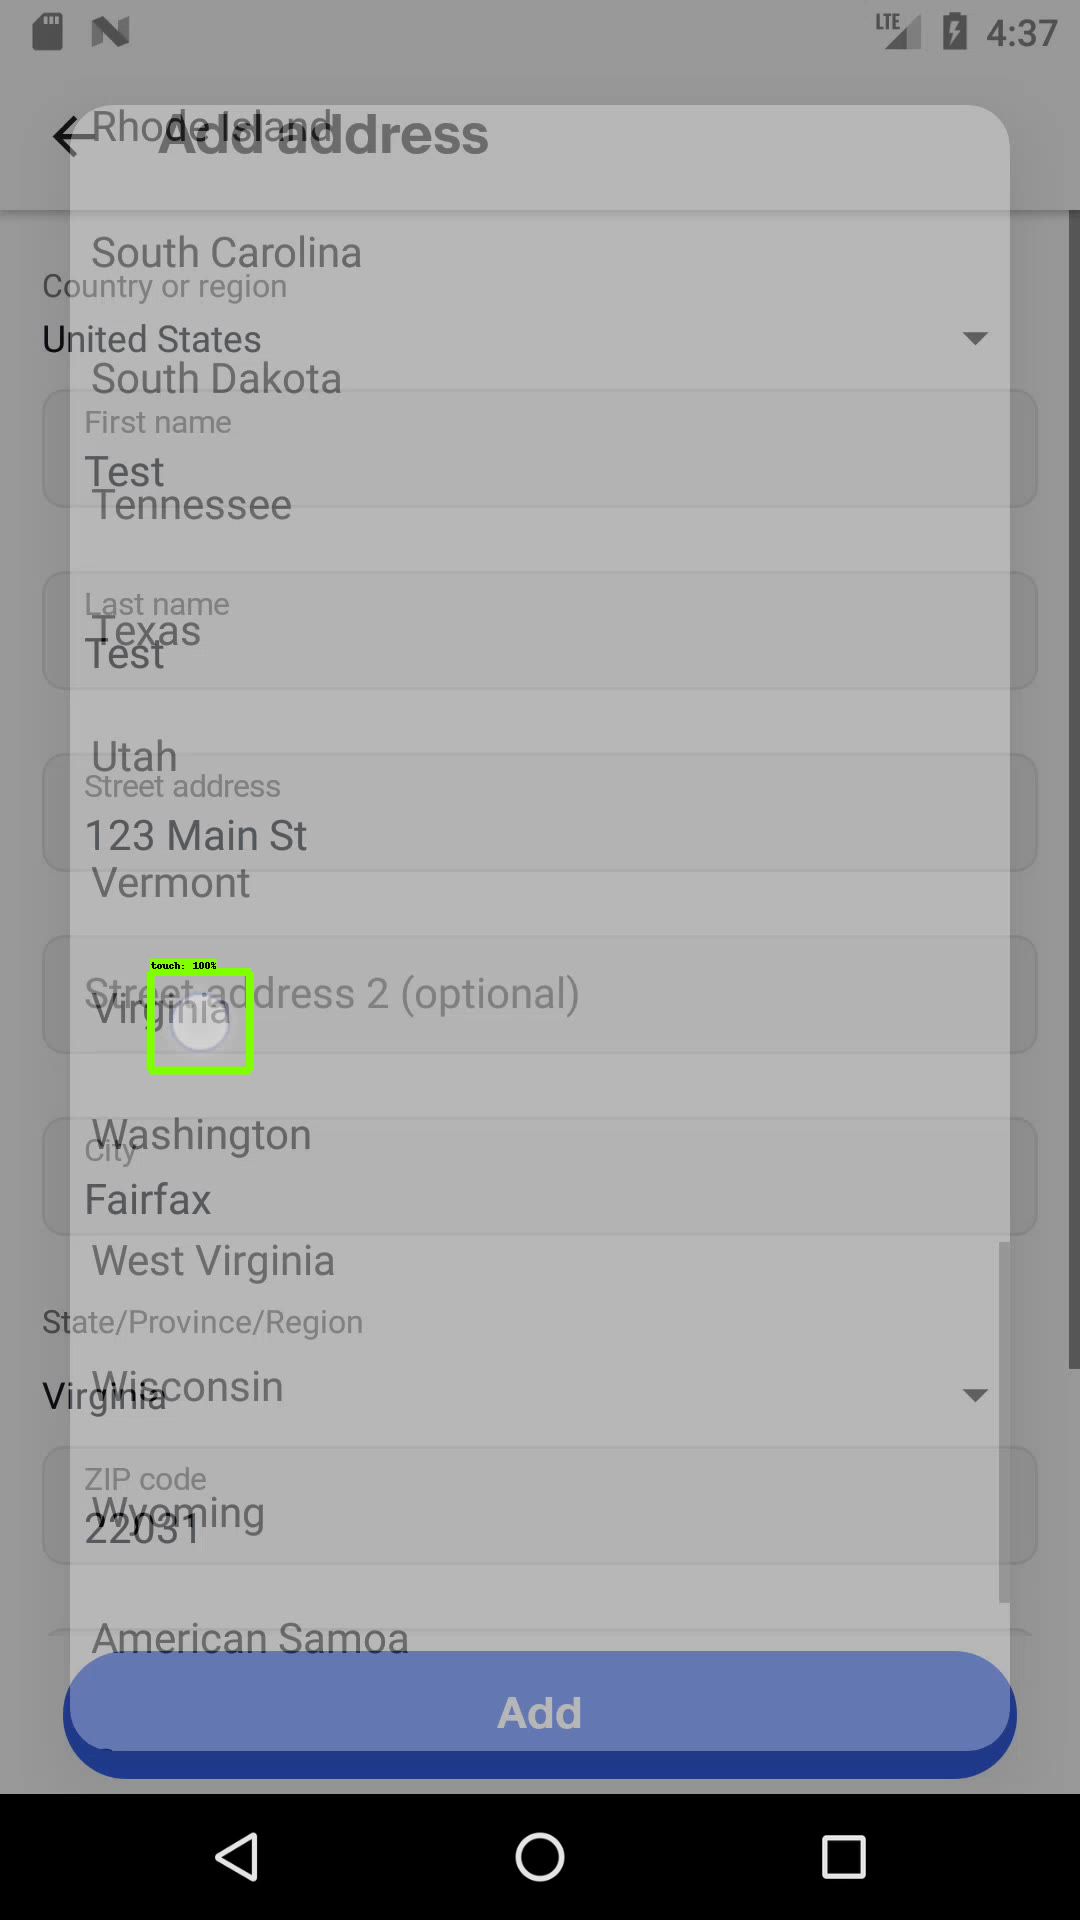 LTE 4:37
Rhode Island
Add address
South Carolina
Country or region
United States
South Dakota
First name
Test
Tennessee
Last name
Texas
Test
Utah
Street address
123 Main St
Vermont
touch: 100%
Street address 2 (optional)
Virginia
Washington
City
Fairfax
West Virginia
State/Province/Region
Wisconsin
Virginia
ZIP code
Wyoming
22031
American Samoa
Add